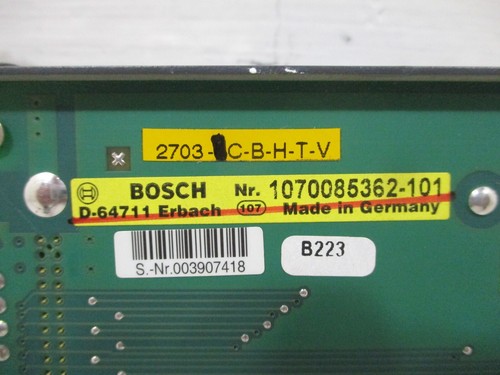 2703-C-B-H-T-V
BOSCH Nr. 1070085362-101
D-64711 Erbach 107 Made in Germany
S.-Nr.003907418
B223